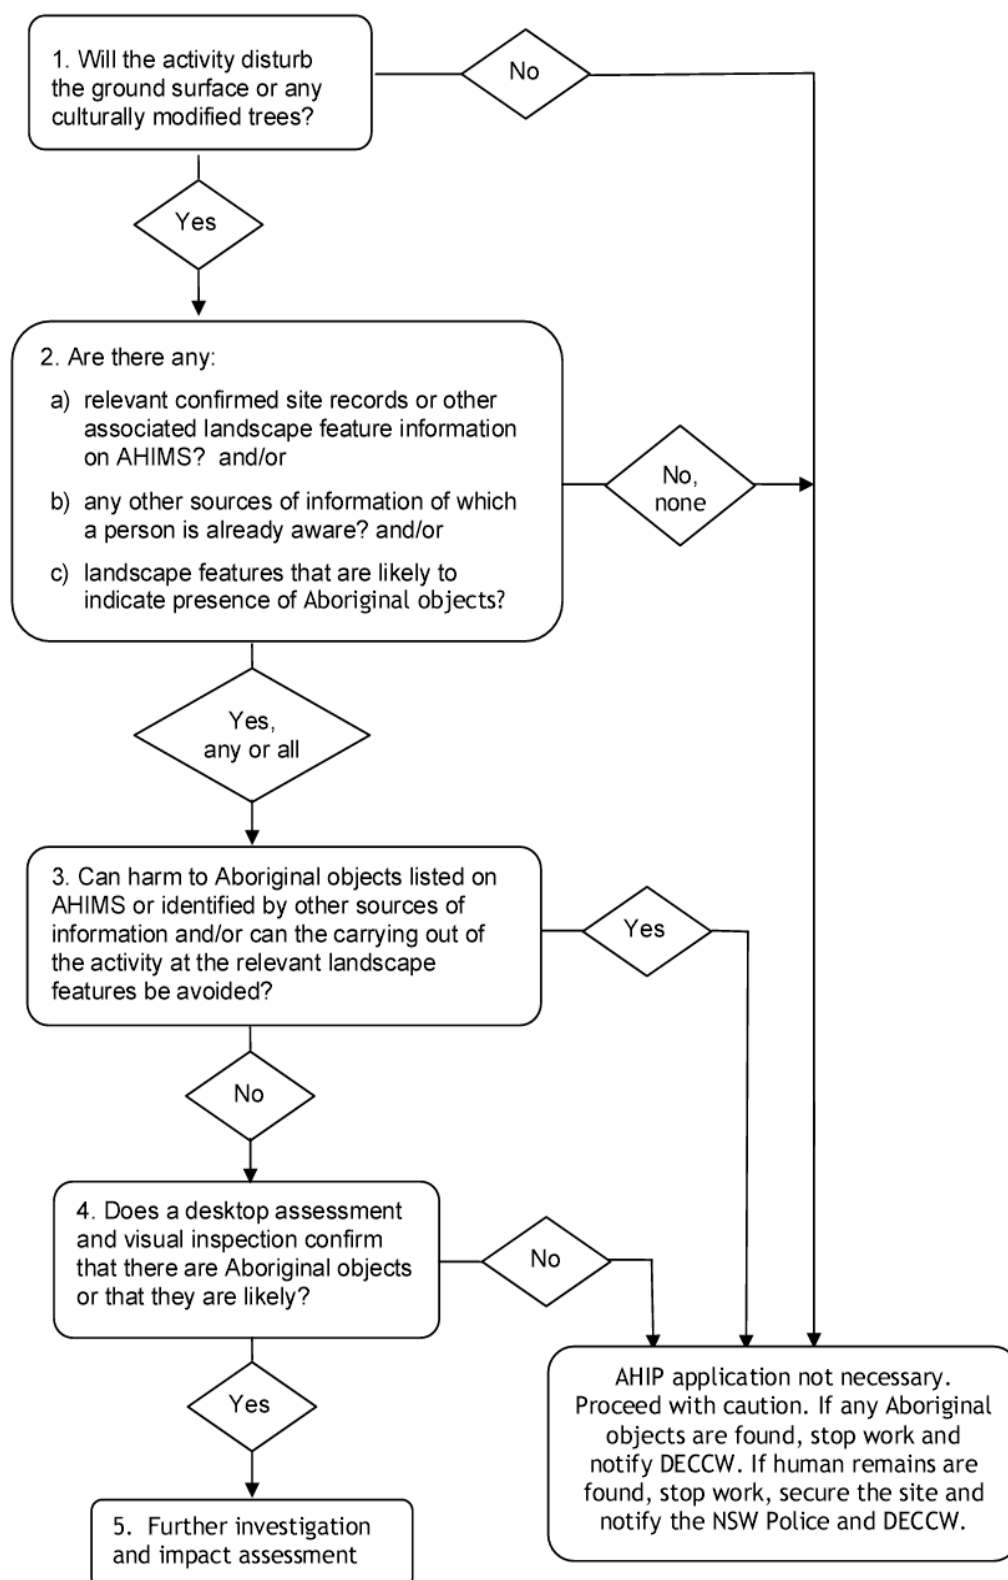 1. Will the activity disturb
the ground surface or any
culturally modified trees?
No
Yes
2. Are there any:
a) relevant confirmed site records or other
associated landscape feature information
on AHIMS? and/or
b) any other sources of information of which
a person is already aware? and/or
c) landscape features that are likely to
indicate presence of Aboriginal objects?
No,
none
Yes,
any or all
3. Can harm to Aboriginal objects listed on
AHIMS or identified by other sources of
information and/or can the carrying out of
the activity at the relevant landscape
features be avoided?
Yes
No
4. Does a desktop assessment
and visual inspection confirm
that there are Aboriginal objects
or that they are likely?
No
Yes
AHIP application not necessary.
Proceed with caution. If any Aboriginal
objects are found, stop work and
notify DECCW. If human remains are
found, stop work, secure the site and
notify the NSW Police and DECCW.
5. Further investigation
and impact assessment